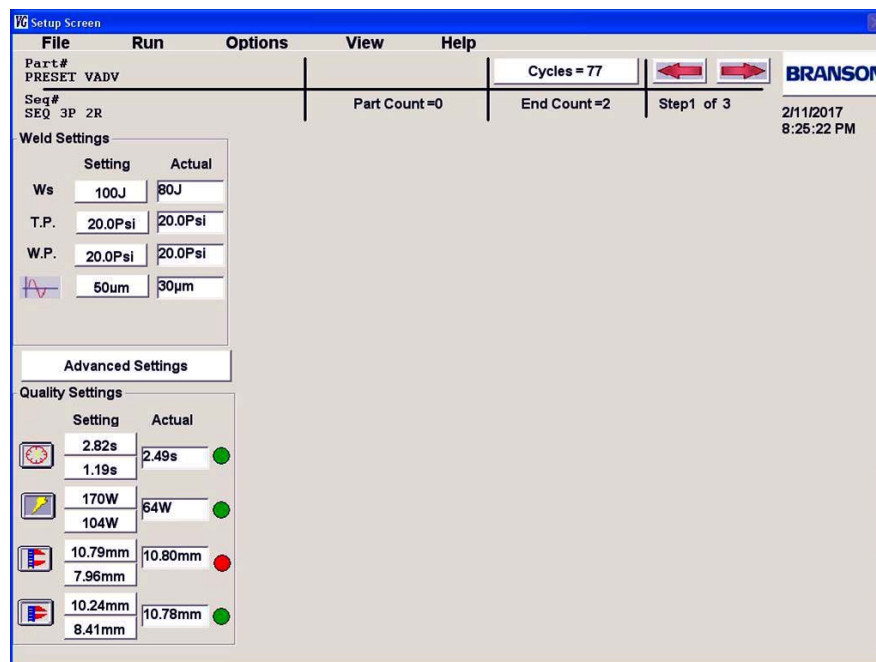 VG Setup Screen
File Run Options View Help
Part#
PRESET VADV
Cycles = 77
BRANSON
Seq#
SEQ 3P 2R
Part Count =0
End Count =2
Step1 of 3
2/11/2017
8:25:22 PM
Weld Settings
Setting Actual
Ws 100J 80J
T.P. 20.0Psi 20.0Psi
W.P. 20.0Psi 20.0Psi
50um 30µm
Advanced Settings
Quality Settings
Setting Actual
2.82s
2.49s
1.19s
170W
64W
104W
10.79mm
10.80mm
7.96mm
10.24mm
10.78mm
8.41mm